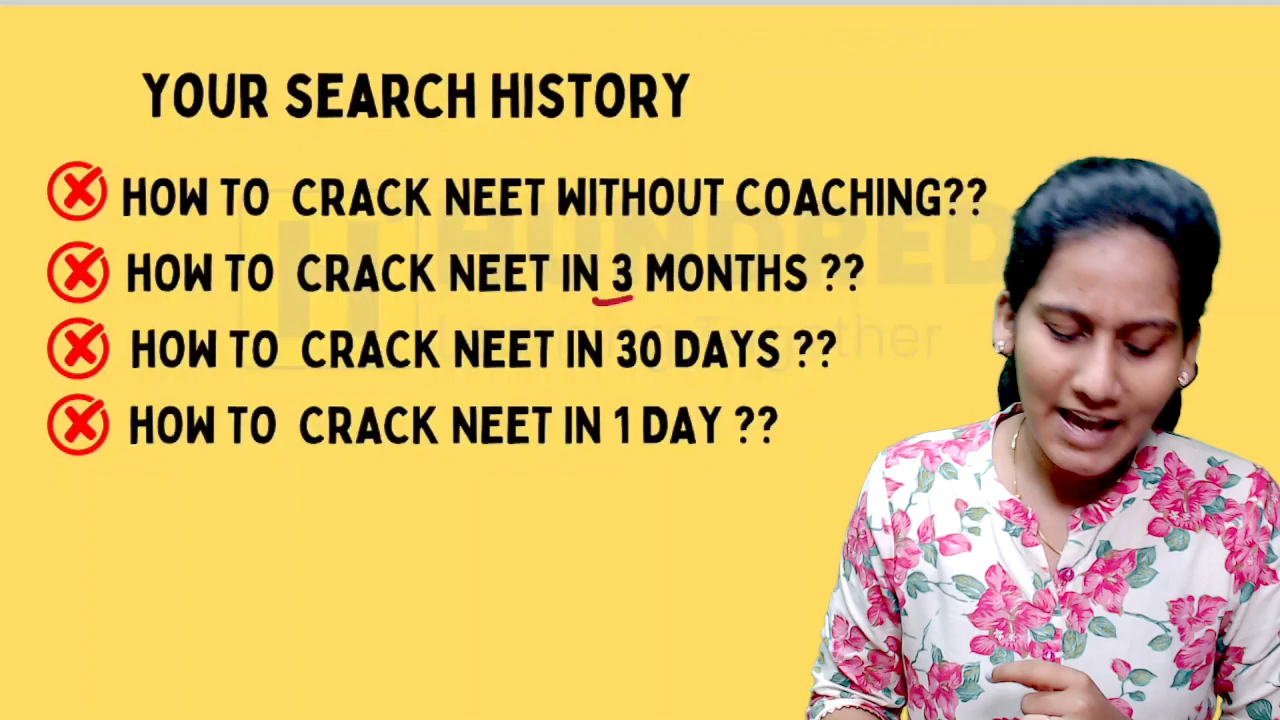 YOUR SEARCH HISTORY
HOW TO CRACK NEET WITHOUT COACHING??
HUNDRED
HOW TO CRACK NEET IN 3 MONTHS ??
HOW TO CRACK NEET IN 30 DAYS ??
HOW TO CRACK NEET IN 1 DAY ??